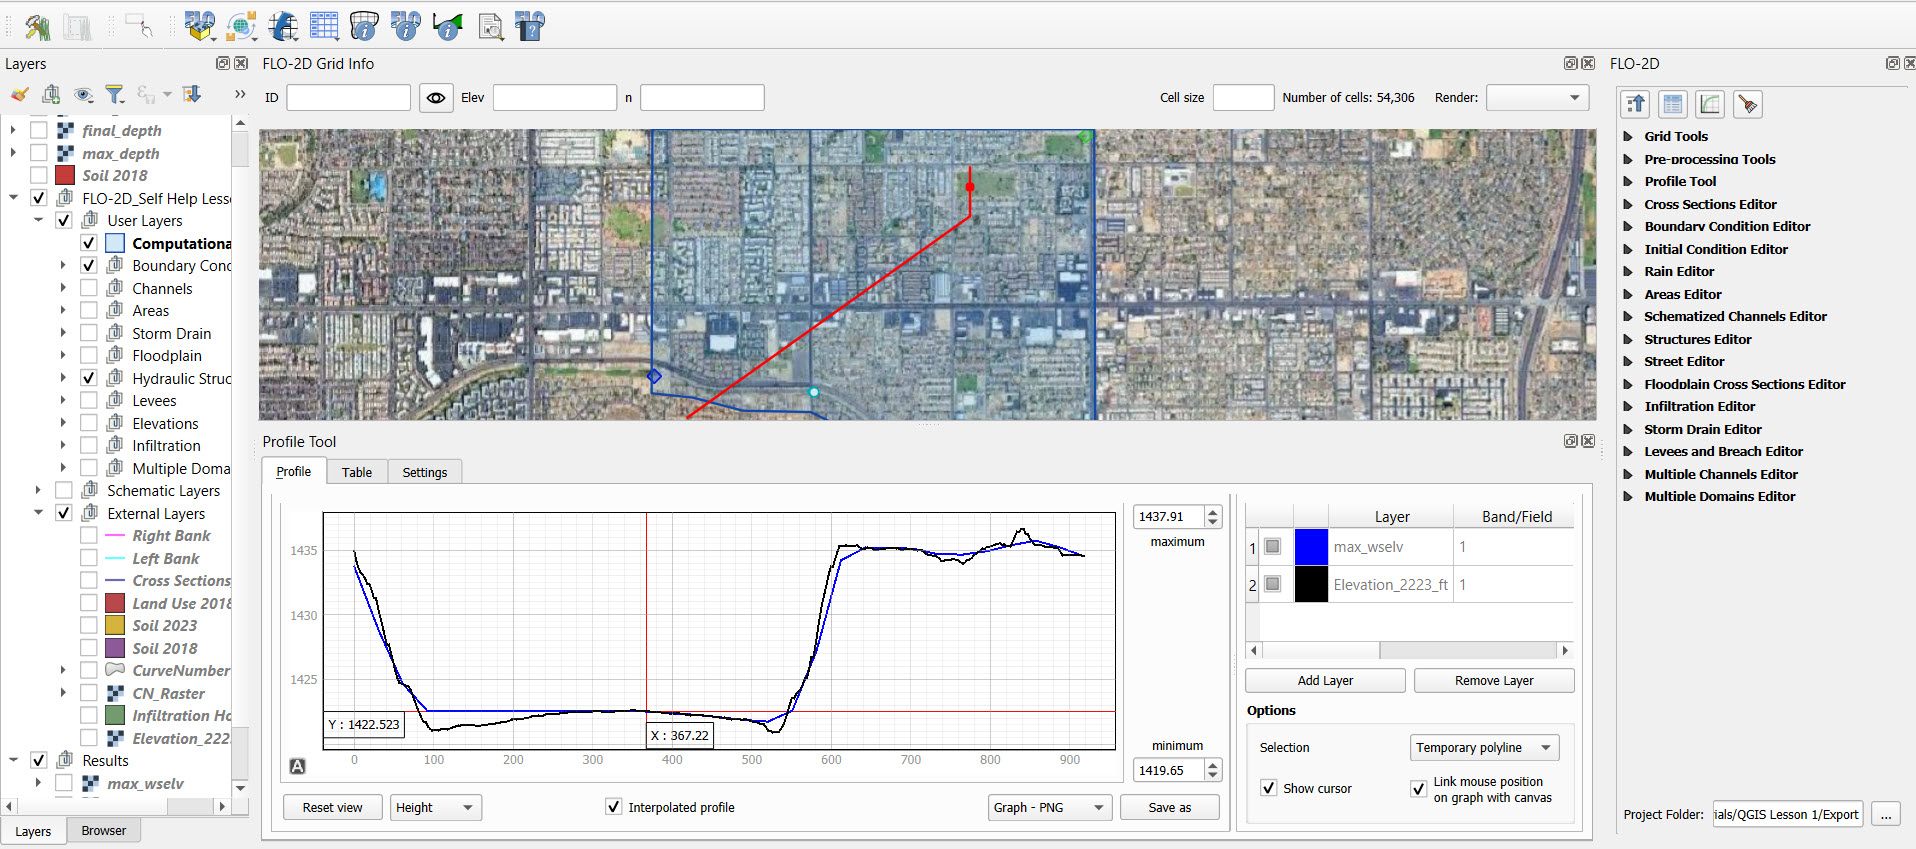 Layers
FLO-2D Grid Info
FLO-2D
ID
Elev
n
Cell size
Number of cells: 54,306
Render:
final_depth
max_depth
Soil 2018
FLO-2D_Self Help Less
User Layers
Computationa
Boundary Cond
Channels
Areas
Storm Drain
Floodplain
Hydraulic Struc
Levees
Elevations
Infiltration
Multiple Doma
Schematic Layers
External Layers
Right Bank
Left Bank
Cross Sections
Land Use 2018
Soil 2023
Soil 2018
CurveNumber
CN_Raster
Infiltration Ho
Elevation_222
Results
max_wselv
Layers
Browser
Profile Tool
Profile
Table
Settings
1435
1430
1425
Y : 1422.523
X : 367.22
0 100 200 300 400 500 600 700 800 900
A
Reset view
Height
Interpolated profile
Graph - PNG
Save as
1437.91
maximum
minimum
1419.65
Layer
Band/Field
1 max_wselv 1
2 Elevation_2223_ft 1
Add Layer
Remove Layer
Options
Selection
Temporary polyline
Show cursor
Link mouse position
on graph with canvas
Grid Tools
Pre-processing Tools
Profile Tool
Cross Sections Editor
Boundary Condition Editor
Initial Condition Editor
Rain Editor
Areas Editor
Schematized Channels Editor
Structures Editor
Street Editor
Floodplain Cross Sections Editor
Infiltration Editor
Storm Drain Editor
Levees and Breach Editor
Multiple Channels Editor
Multiple Domains Editor
Project Folder:
ials/QGIS Lesson 1/Export
...